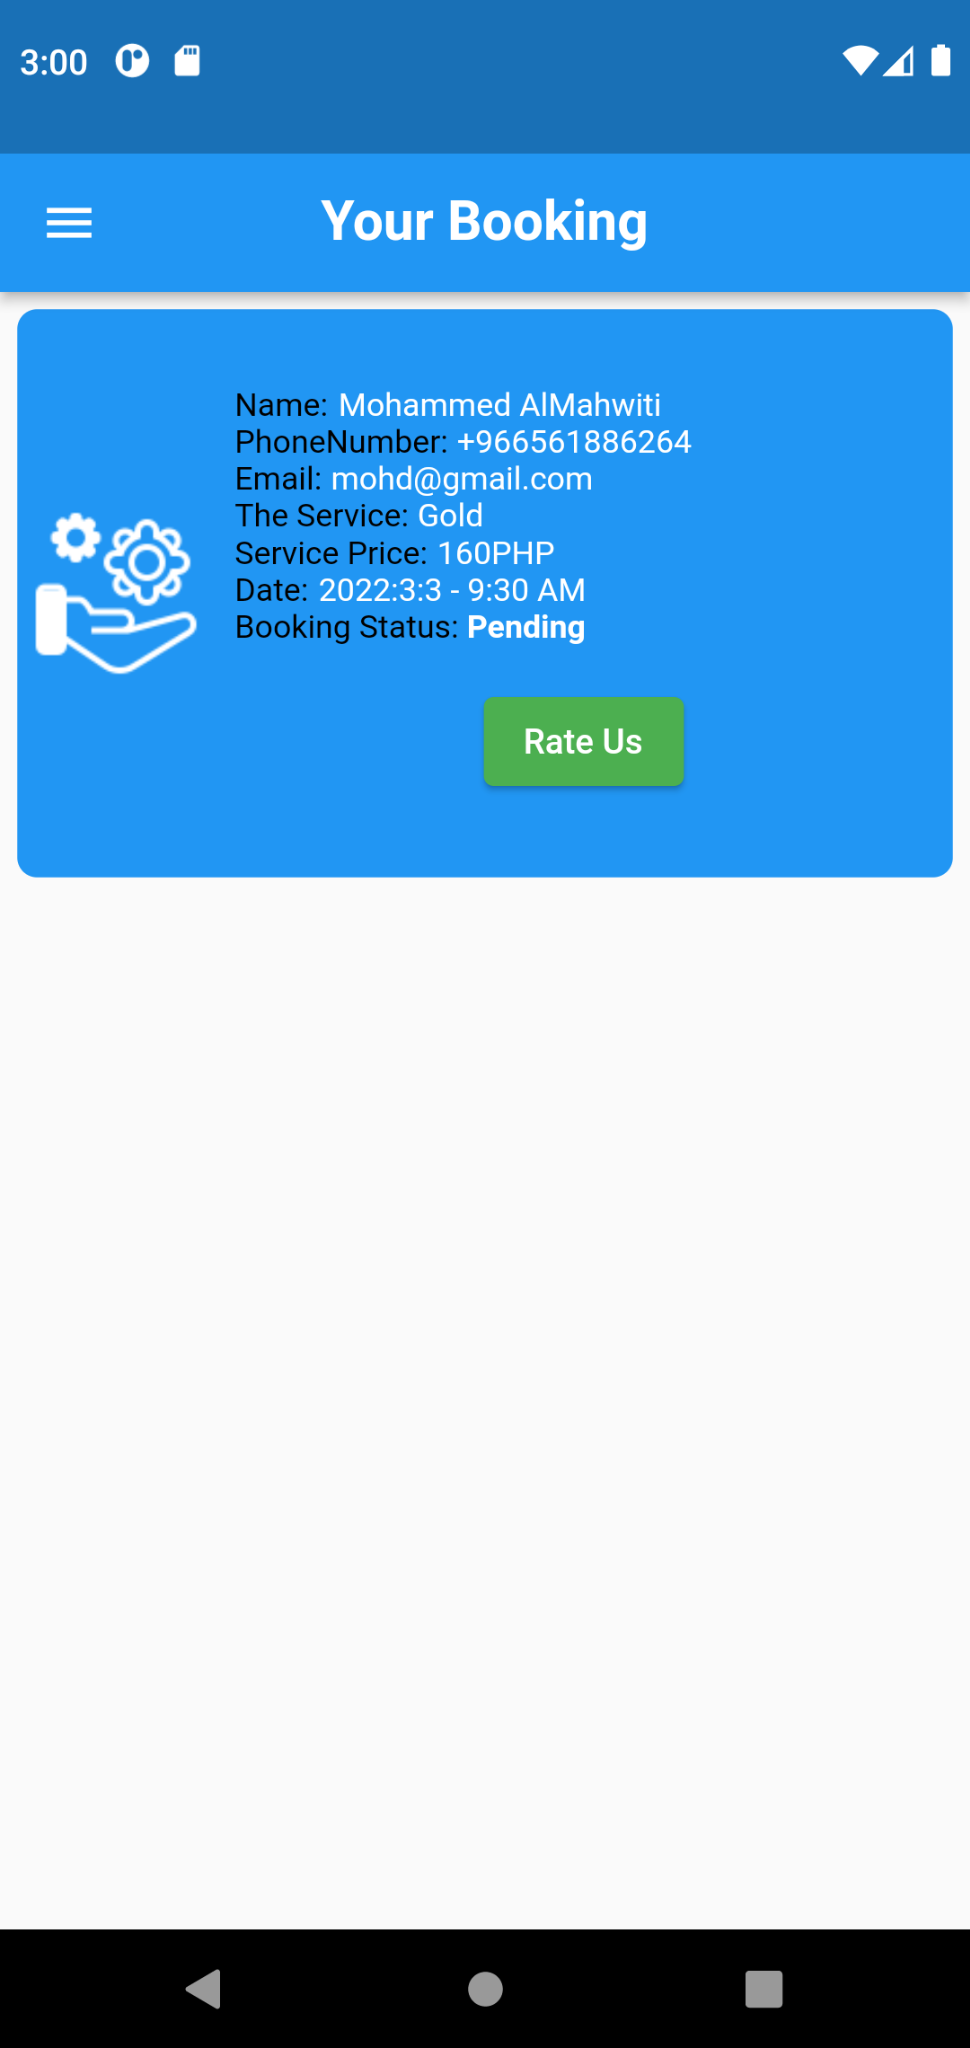 3:00
Your Booking
Name: Mohammed AlMahwiti
PhoneNumber: +966561886264
Email: mohd@gmail.com
The Service: Gold
Service Price: 160PHP
Date: 2022:3:3 - 9:30 AM
Booking Status: Pending
Rate Us